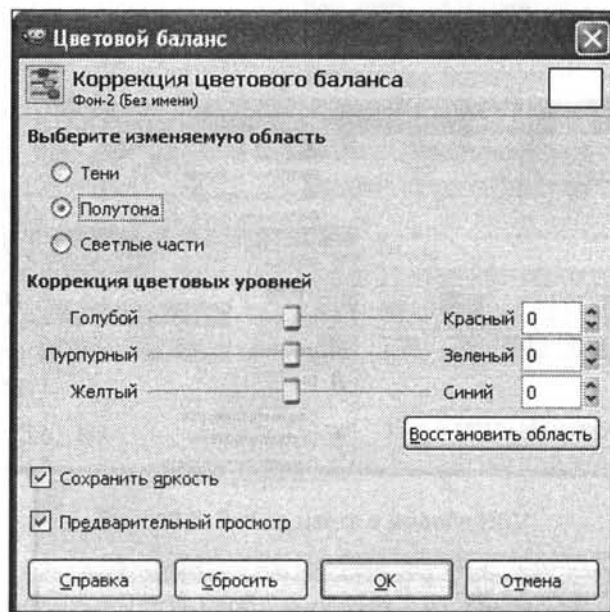 Цветовой баланс
Коррекция цветового баланса
Фон-2 (Без имени)
Выберите изменяемую область
Тени
Полутона
Светлые части
Коррекция цветовых уровней
Голубой Красный 0
Пурпурный Зеленый 0
Желтый Синий 0
Восстановить область
Сохранить яркость
Предварительный просмотр
Справка Сбросить OK Отмена